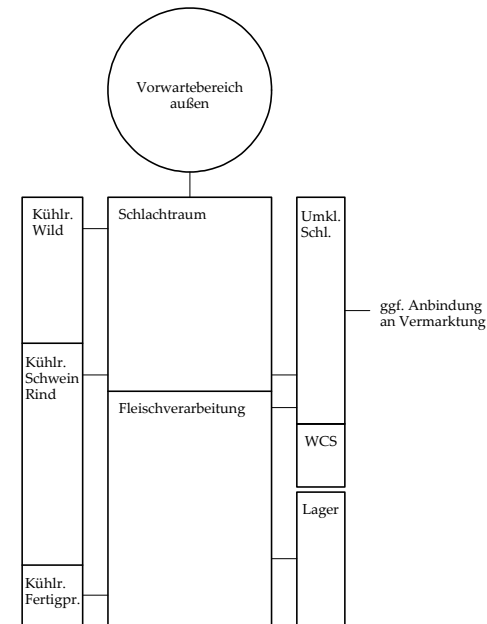 Vorwartebereich
außen
Kühlr.
Wild
Schlachtraum
Umkl.
Schl.
ggf. Anbindung
an Vermarktung
Kühlr.
Schwein
Rind
Fleischverarbeitung
WCS
Lager
Kühlr.
Fertigpr.